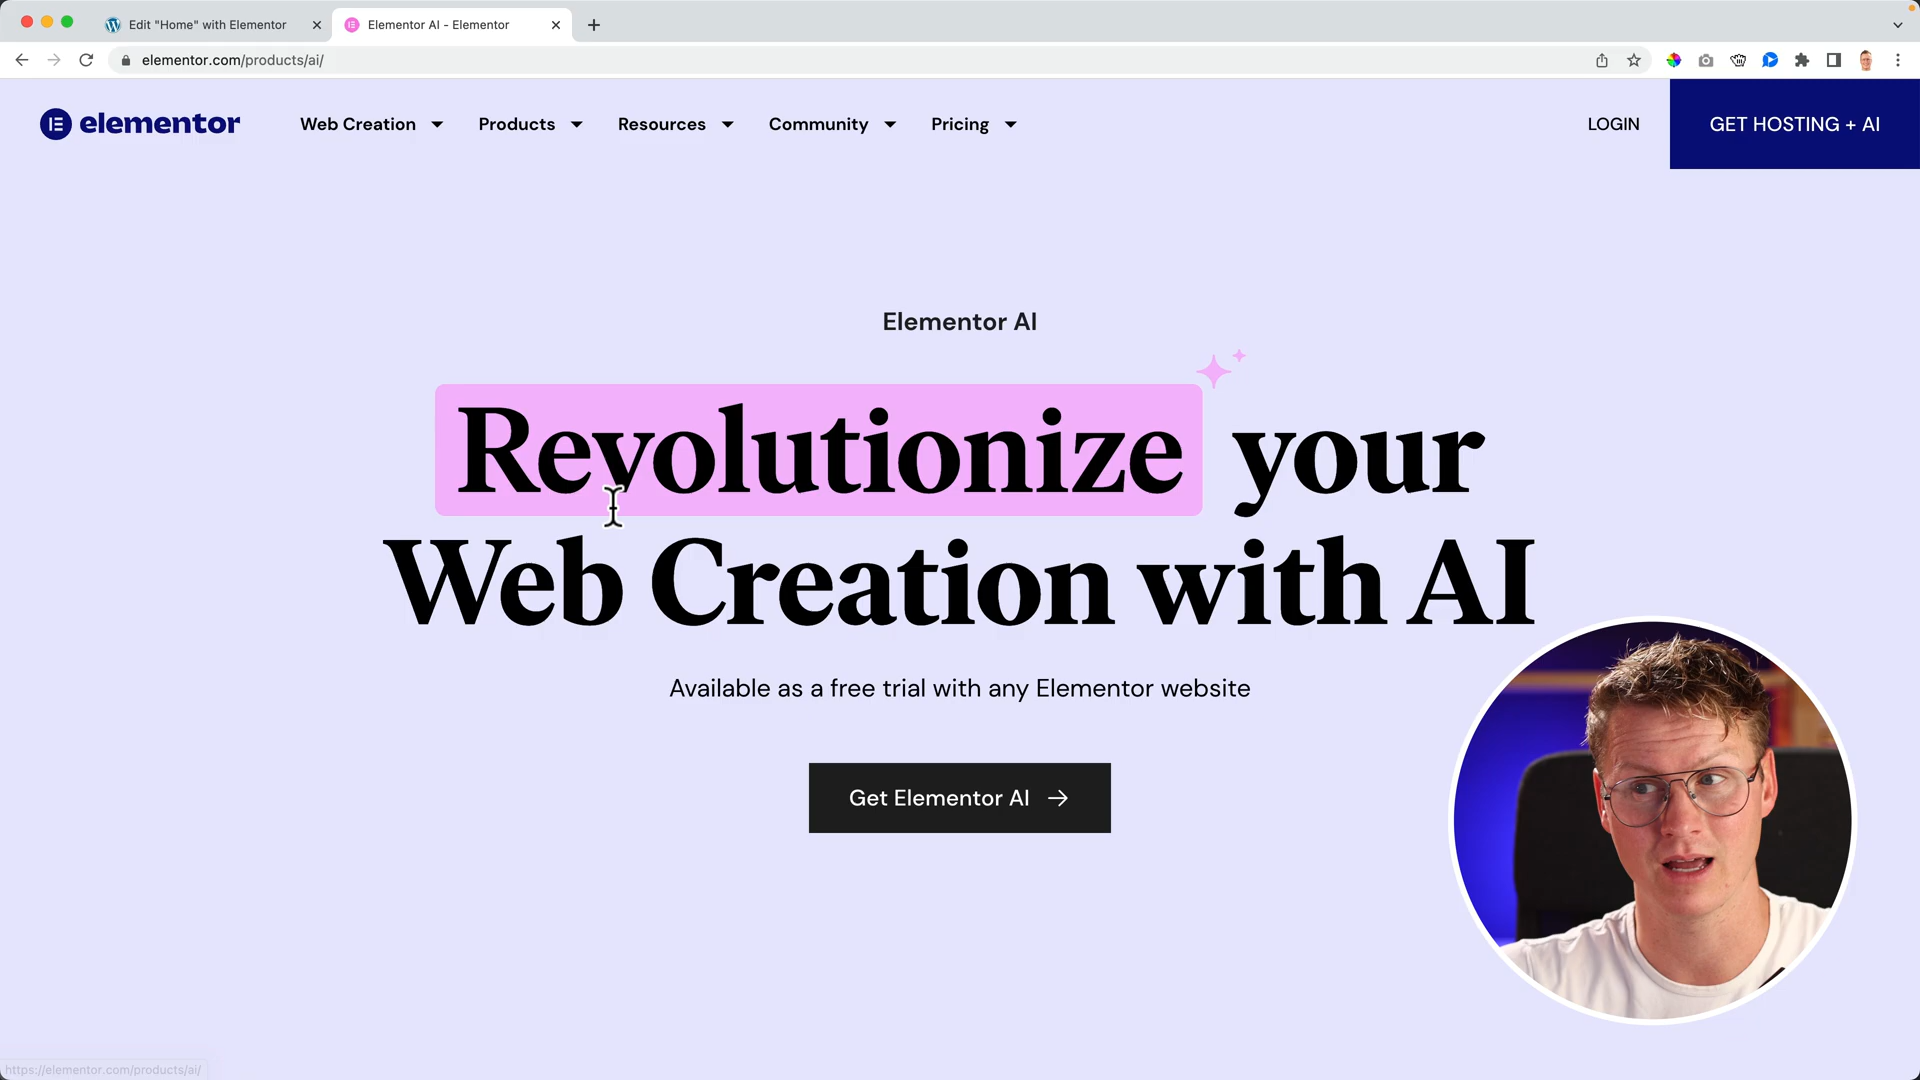 Edit "Home" with Elementor
Elementor AI - Elementor
elementor.com/products/ai/
elementor
Web Creation
Products
Resources
Community
Pricing
LOGIN
GET HOSTING + AI
Elementor AI
Revolutionize your
Web Creation with AI
Available as a free trial with any Elementor website
Get Elementor AI →
https://elementor.com/products/ai/